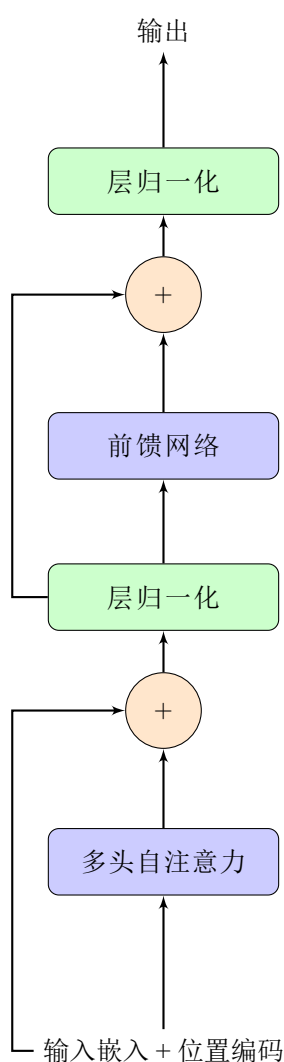 输出
层归一化
+
前馈网络
层归一化
+
多头自注意力
输入嵌入 + 位置编码